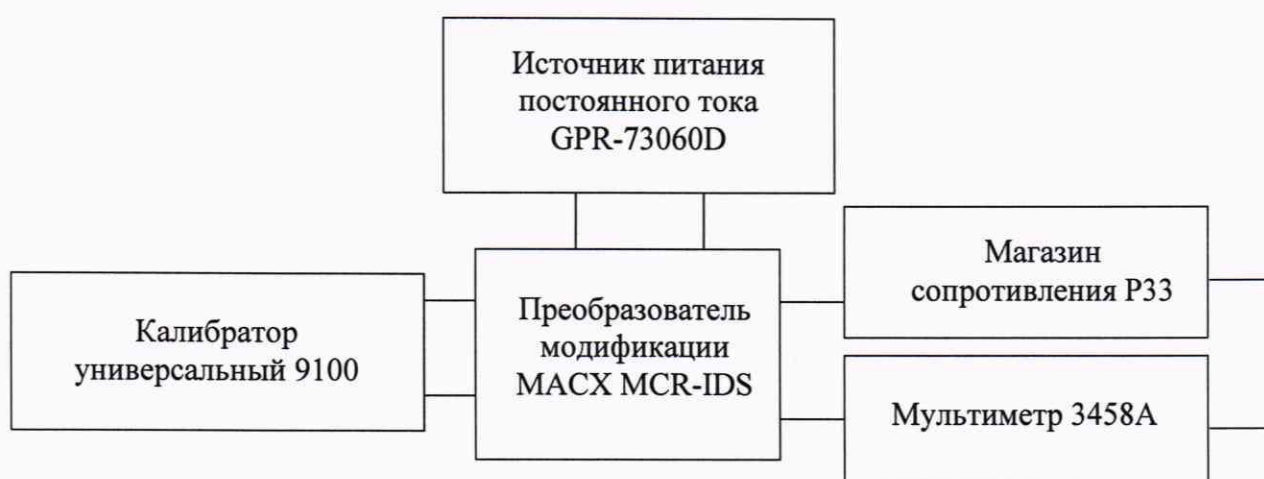 Источник питания
постоянного тока
GPR-73060D
Калибратор
универсальный 9100
Преобразователь
модификации
MACX MCR-IDS
Магазин
сопротивления Р33
Мультиметр 3458А